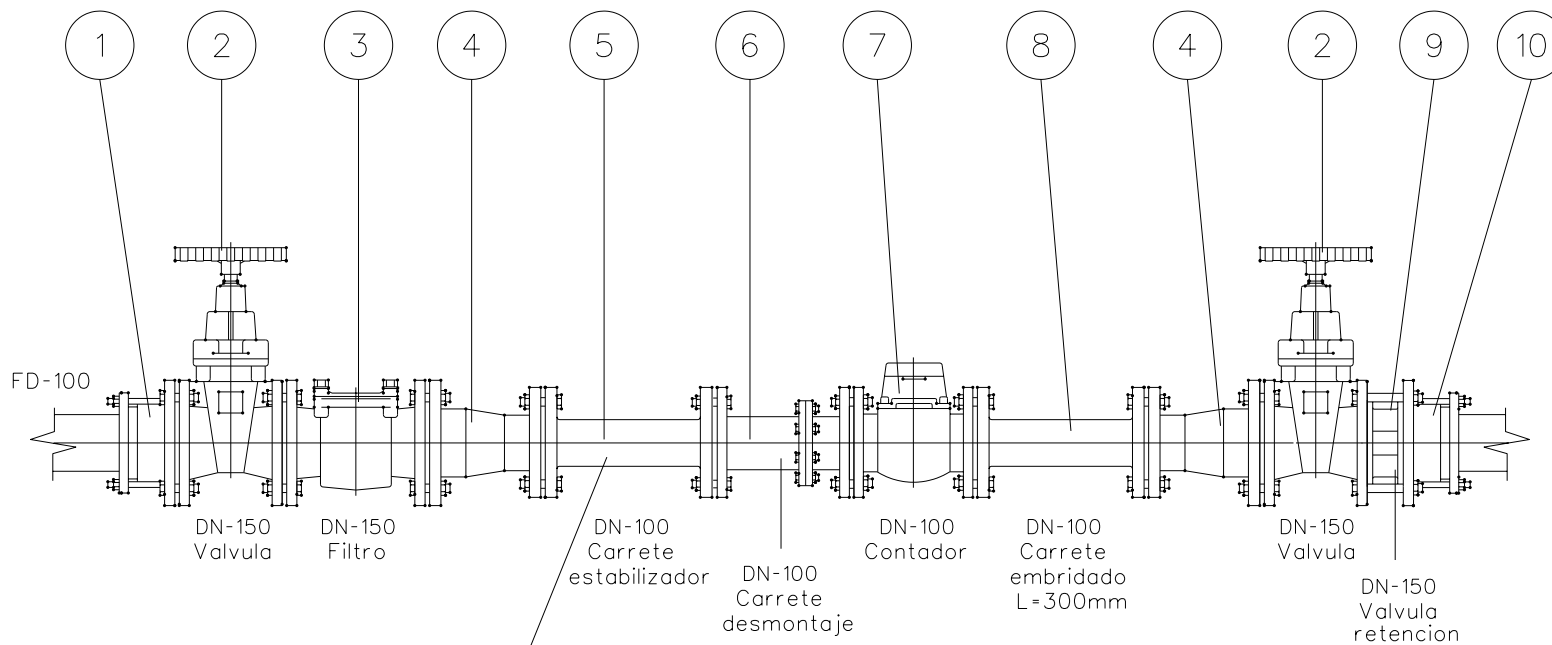 1 2 3 4 5 6 7 8 4 2 9 10
FD-100
DN-150
Valvula
DN-150
Filtro
DN-100
Carrete
estabilizador
DN-100
Carrete
desmontaje
DN-100
Contador
DN-100
Carrete
embridado
L=300mm
DN-150
Valvula
DN-150
Valvula
retencion